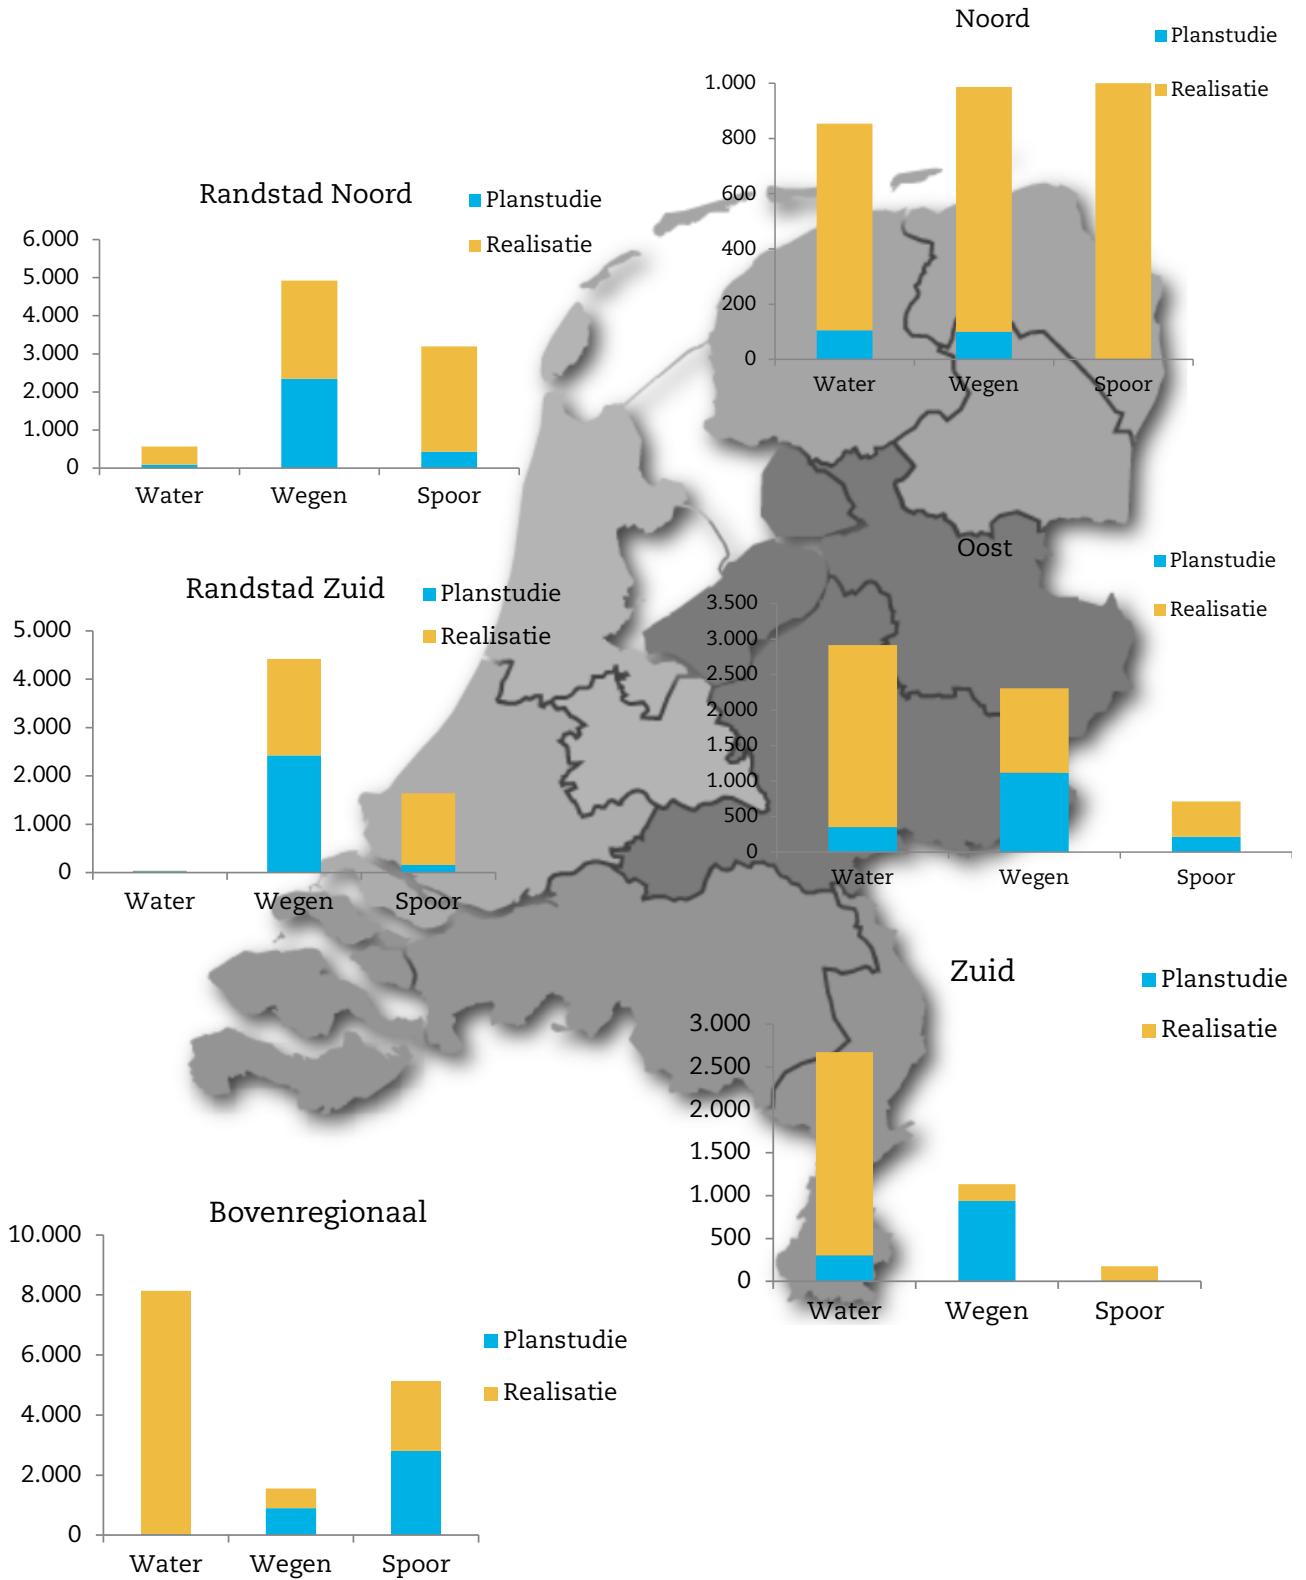 Noord
Planstudie
Realisatie
1.000
800
600
400
200
0
Water Wegen Spoor
Randstad Noord
Planstudie
Realisatie
6.000
5.000
4.000
3.000
2.000
1.000
0
Water Wegen Spoor
Oost
Planstudie
Realisatie
3.500
3.000
2.500
2.000
1.500
1.000
500
0
Water Wegen Spoor
Randstad Zuid
Planstudie
Realisatie
5.000
4.000
3.000
2.000
1.000
0
Water Wegen Spoor
Zuid
Planstudie
Realisatie
3.000
2.500
2.000
1.500
1.000
500
0
Water Wegen Spoor
Bovenregionaal
10.000
8.000
6.000
4.000
2.000
0
Planstudie
Realisatie
Water Wegen Spoor